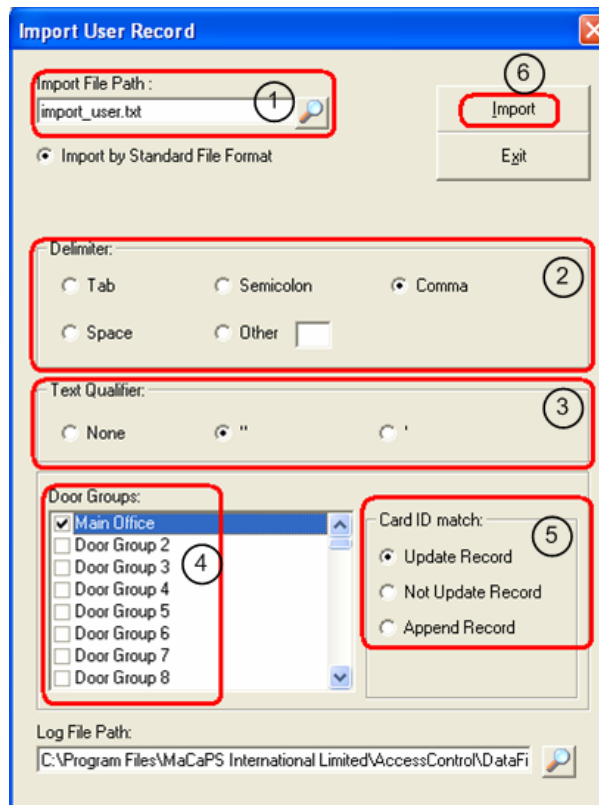 Import User Record
Import File Path :
1
6
import_user.txt
Import
Import by Standard File Format
Exit
Delimiter:
2
Tab
Semicolon
Comma
Space
Other
Text Qualifier:
3
None
"
'
Door Groups:
Main Office
Door Group 2
Door Group 3
Door Group 4
Door Group 5
Door Group 6
Door Group 7
Door Group 8
4
Card ID match:
5
Update Record
Not Update Record
Append Record
Log File Path:
C:\Program Files\MaCaPS International Limited\AccessControl\DataFi